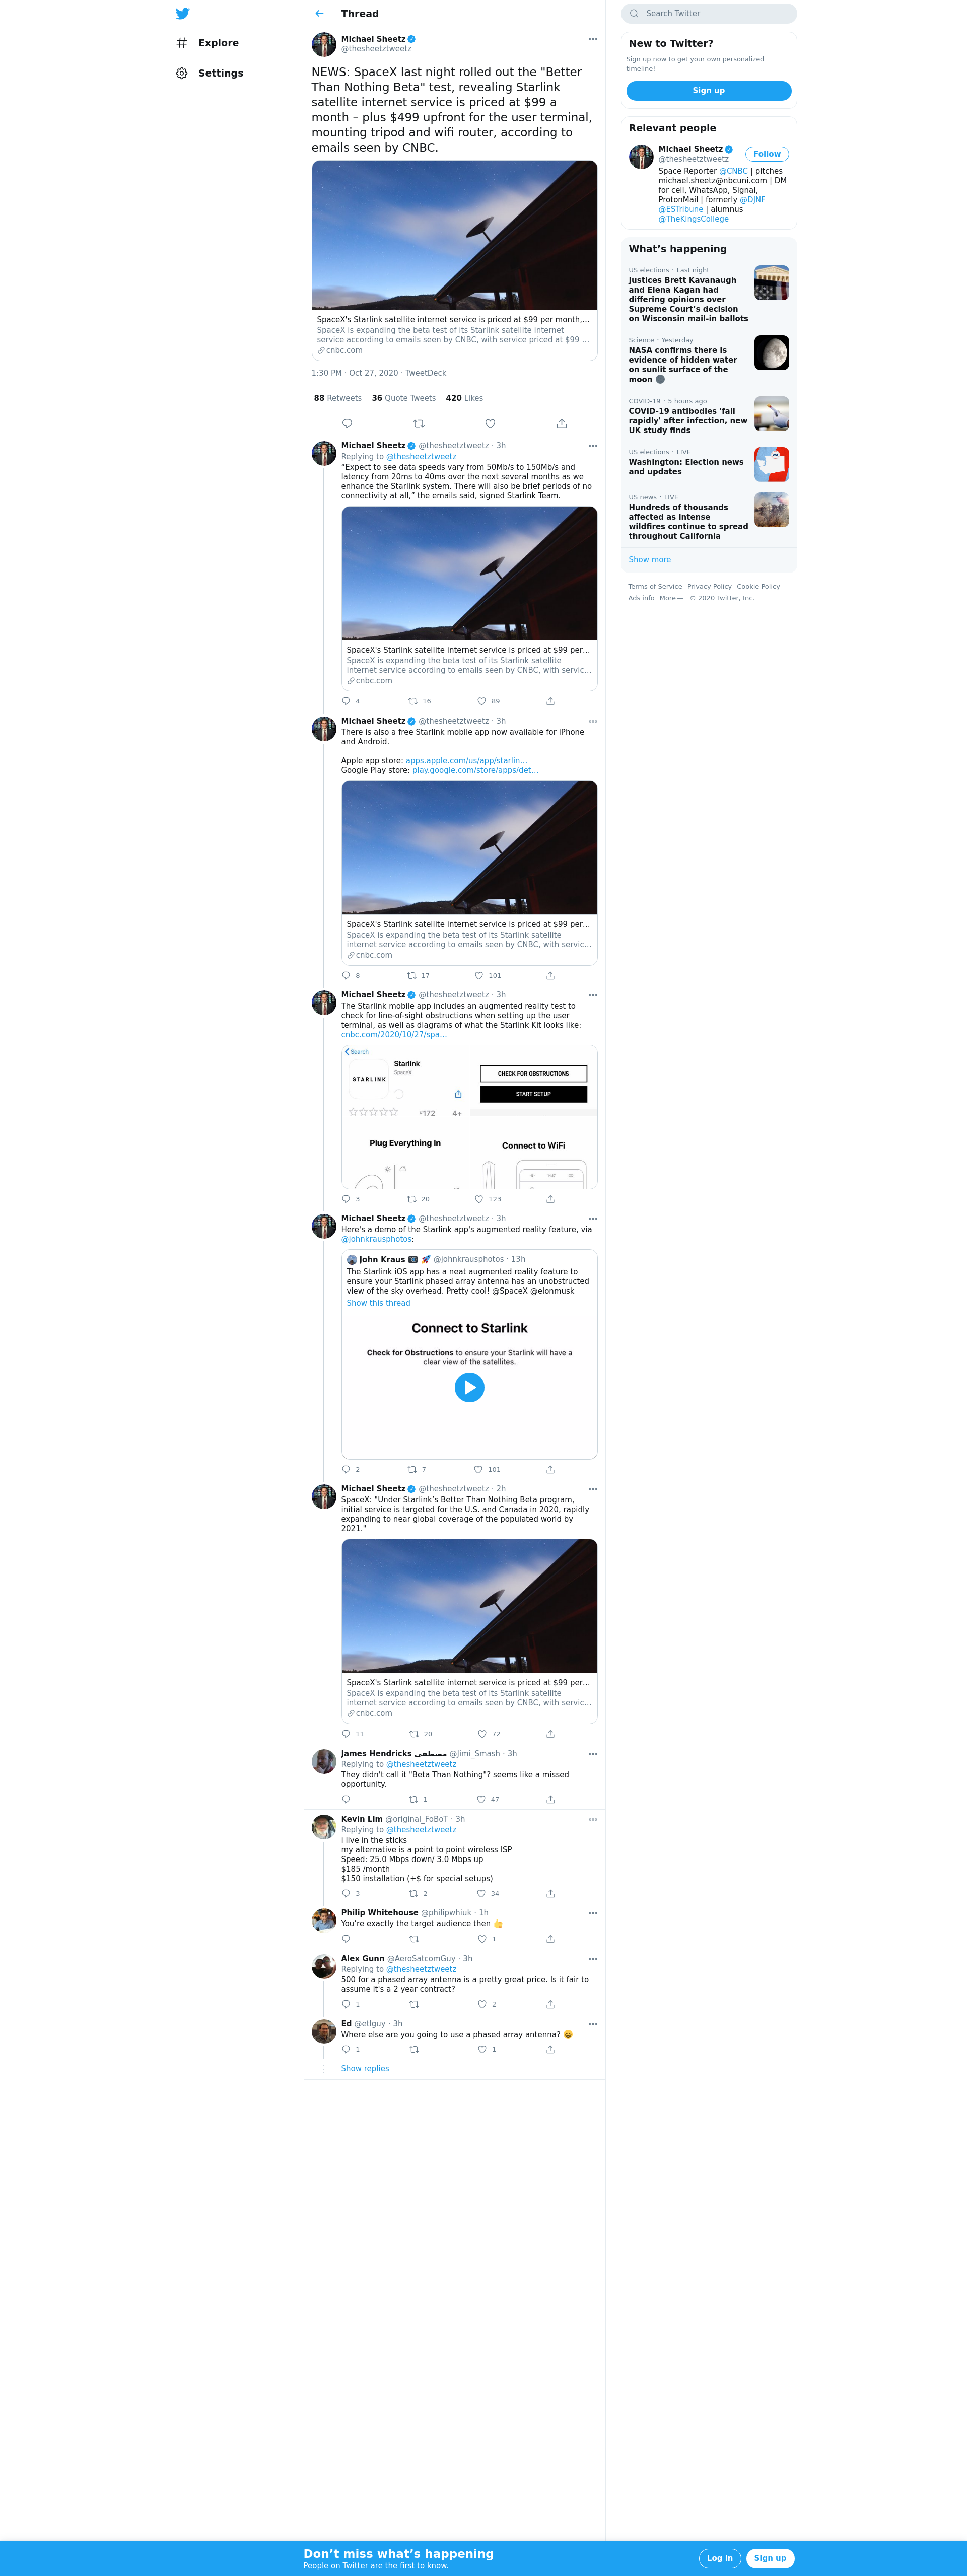 Explore
Settings
Thread
Michael Sheetz
@thesheetztweetz
NEWS: SpaceX last night rolled out the "Better
Than Nothing Beta" test, revealing Starlink
satellite internet service is priced at $99 a
month – plus $499 upfront for the user terminal,
mounting tripod and wifi router, according to
emails seen by CNBC.
SpaceX's Starlink satellite internet service is priced at $99 per month,...
SpaceX is expanding the beta test of its Starlink satellite internet
service according to emails seen by CNBC, with service priced at $99 ...
cnbc.com
1:30 PM · Oct 27, 2020 · TweetDeck
88 Retweets 36 Quote Tweets 420 Likes
Michael Sheetz @thesheetztweetz · 3h
Replying to @thesheetztweetz
“Expect to see data speeds vary from 50Mb/s to 150Mb/s and
latency from 20ms to 40ms over the next several months as we
enhance the Starlink system. There will also be brief periods of no
connectivity at all,” the emails said, signed Starlink Team.
SpaceX's Starlink satellite internet service is priced at $99 per...
SpaceX is expanding the beta test of its Starlink satellite
internet service according to emails seen by CNBC, with servic...
cnbc.com
4 16 89
Michael Sheetz @thesheetztweetz · 3h
There is also a free Starlink mobile app now available for iPhone
and Android.
Apple app store: apps.apple.com/us/app/starlin...
Google Play store: play.google.com/store/apps/det...
SpaceX's Starlink satellite internet service is priced at $99 per...
SpaceX is expanding the beta test of its Starlink satellite
internet service according to emails seen by CNBC, with servic...
cnbc.com
8 17 101
Michael Sheetz @thesheetztweetz · 3h
The Starlink mobile app includes an augmented reality test to
check for line-of-sight obstructions when setting up the user
terminal, as well as diagrams of what the Starlink Kit looks like:
cnbc.com/2020/10/27/spa...
Search
Starlink
SpaceX
STARLINK
#172 4+
Plug Everything In
CHECK FOR OBSTRUCTIONS
START SETUP
Connect to WiFi
3 20 123
Michael Sheetz @thesheetztweetz · 3h
Here's a demo of the Starlink app's augmented reality feature, via
@johnkrausphotos:
John Kraus 📷 🚀 @johnkrausphotos · 13h
The Starlink iOS app has a neat augmented reality feature to
ensure your Starlink phased array antenna has an unobstructed
view of the sky overhead. Pretty cool! @SpaceX @elonmusk
Show this thread
Connect to Starlink
Check for Obstructions to ensure your Starlink will have a
clear view of the satellites.
2 7 101
Michael Sheetz @thesheetztweetz · 2h
SpaceX: "Under Starlink’s Better Than Nothing Beta program,
initial service is targeted for the U.S. and Canada in 2020, rapidly
expanding to near global coverage of the populated world by
2021."
SpaceX's Starlink satellite internet service is priced at $99 per...
SpaceX is expanding the beta test of its Starlink satellite
internet service according to emails seen by CNBC, with servic...
cnbc.com
11 20 72
James Hendricks مصطفى @Jimi_Smash · 3h
Replying to @thesheetztweetz
They didn't call it "Beta Than Nothing"? seems like a missed
opportunity.
1 47
Kevin Lim @original_FoBoT · 3h
Replying to @thesheetztweetz
i live in the sticks
my alternative is a point to point wireless ISP
Speed: 25.0 Mbps down/ 3.0 Mbps up
$185 /month
$150 installation (+$ for special setups)
3 2 34
Philip Whitehouse @philipwhiuk · 1h
You’re exactly the target audience then 👍
1
Alex Gunn @AeroSatcomGuy · 3h
Replying to @thesheetztweetz
500 for a phased array antenna is a pretty great price. Is it fair to
assume it's a 2 year contract?
1 2
Ed @etlguy · 3h
Where else are you going to use a phased array antenna? 😆
1 1
Show replies
Search Twitter
New to Twitter?
Sign up now to get your own personalized
timeline!
Sign up
Relevant people
Michael Sheetz
@thesheetztweetz
Follow
Space Reporter @CNBC | pitches
michael.sheetz@nbcuni.com | DM
for cell, WhatsApp, Signal,
ProtonMail | formerly @DJNF
@ESTribune | alumnus
@TheKingsCollege
What’s happening
US elections · Last night
Justices Brett Kavanaugh
and Elena Kagan had
differing opinions over
Supreme Court’s decision
on Wisconsin mail-in ballots
Science · Yesterday
NASA confirms there is
evidence of hidden water
on sunlit surface of the
moon 🌑
COVID-19 · 5 hours ago
COVID-19 antibodies 'fall
rapidly' after infection, new
UK study finds
US elections · LIVE
Washington: Election news
and updates
US news · LIVE
Hundreds of thousands
affected as intense
wildfires continue to spread
throughout California
Show more
Terms of Service Privacy Policy Cookie Policy
Ads info More © 2020 Twitter, Inc.
Don’t miss what’s happening
People on Twitter are the first to know.
Log in
Sign up